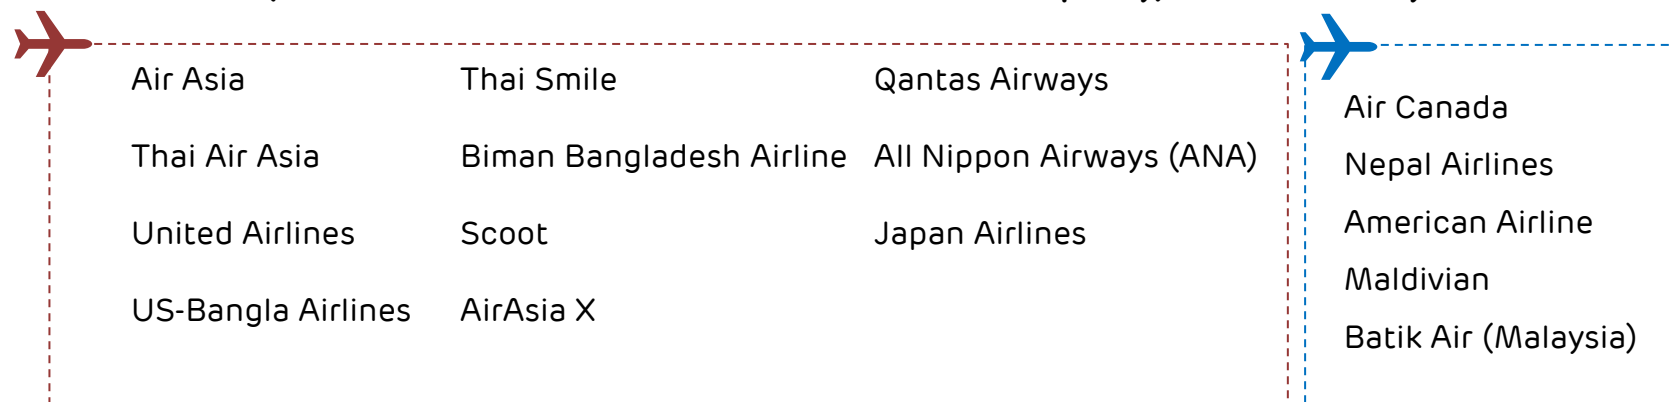 Air Asia Thai Smile Qantas Airways
Thai Air Asia Biman Bangladesh Airline All Nippon Airways (ANA)
United Airlines Scoot Japan Airlines
US-Bangla Airlines AirAsia X
Air Canada
Nepal Airlines
American Airline
Maldivian
Batik Air (Malaysia)